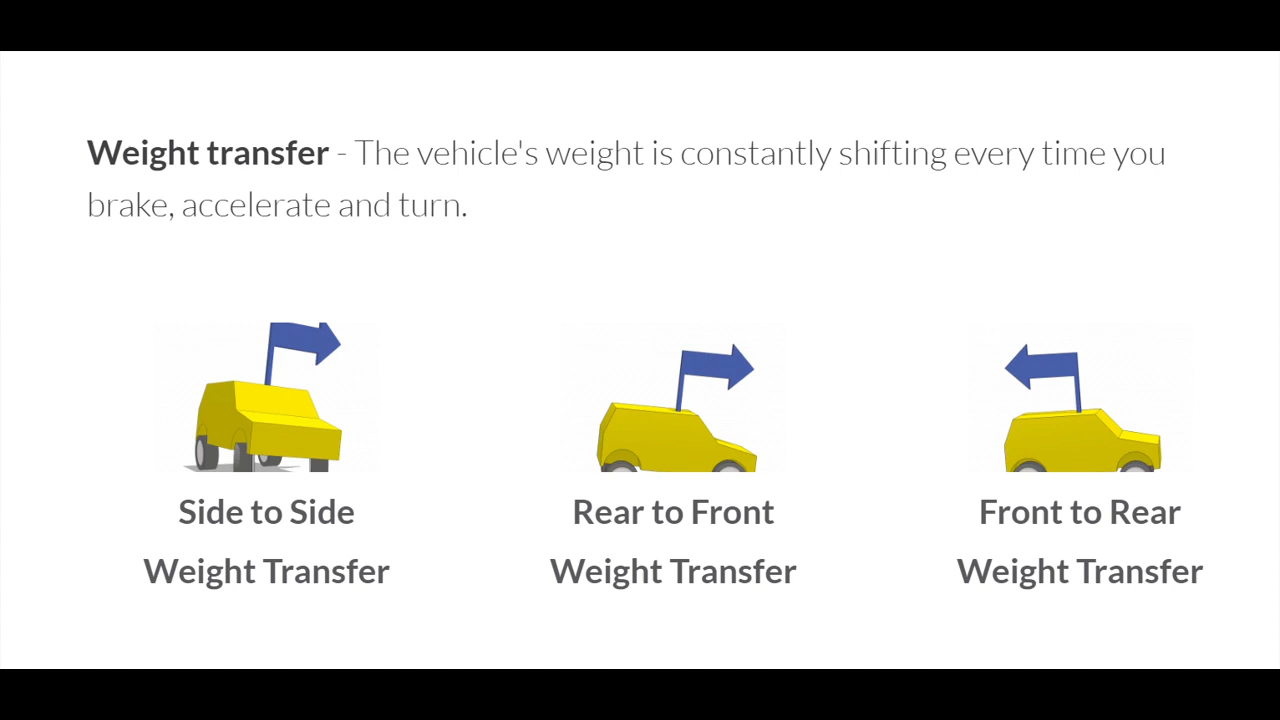 Weight transfer - The vehicle's weight is constantly shifting every time you
brake, accelerate and turn.
Side to Side
Weight Transfer
Rear to Front
Weight Transfer
Front to Rear
Weight Transfer